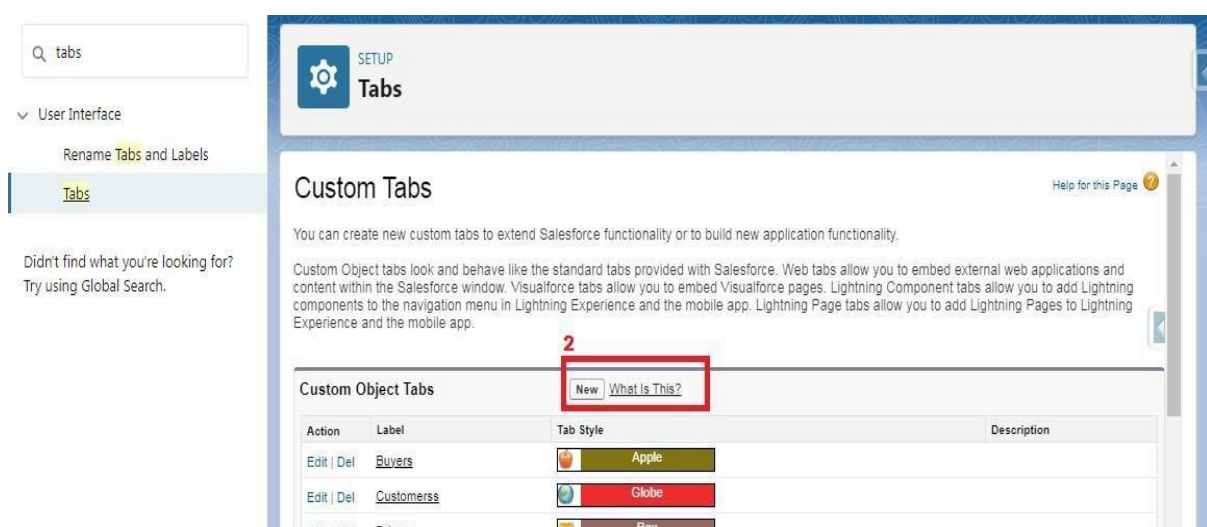 tabs
User Interface
Rename Tabs and Labels
Tabs
Didn't find what you're looking for?
Try using Global Search.
SETUP
Tabs
Custom Tabs
Help for this Page
You can create new custom tabs to extend Salesforce functionality or to build new application functionality.
Custom Object tabs look and behave like the standard tabs provided with Salesforce. Web tabs allow you to embed external web applications and
content within the Salesforce window. Visualforce tabs allow you to embed Visualforce pages. Lightning Component tabs allow you to add Lightning
components to the navigation menu in Lightning Experience and the mobile app. Lightning Page tabs allow you to add Lightning Pages to Lightning
Experience and the mobile app.
2
Custom Object Tabs New What Is This?
Action Label Tab Style Description
Edit | Del Buyers Apple
Edit | Del Customerss Globe